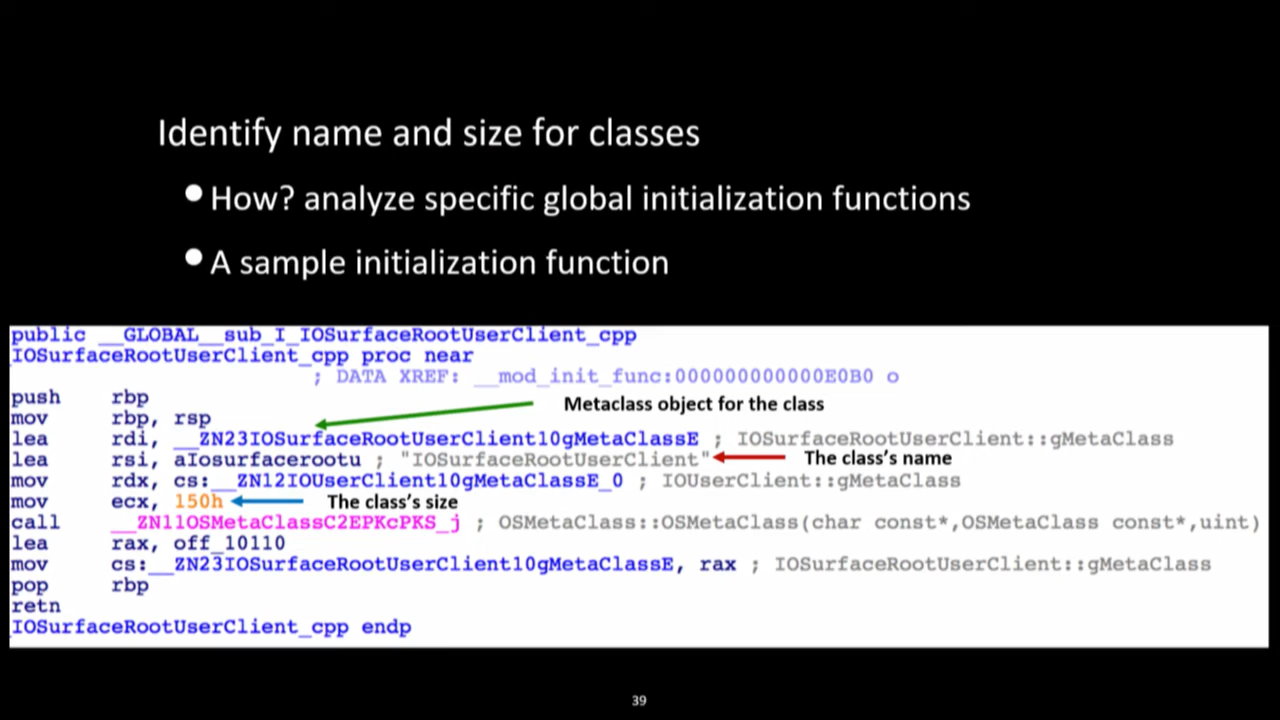 Identify name and size for classes
• How? analyze specific global initialization functions
• A sample initialization function
public __GLOBAL__sub_I_IOSurfaceRootUserClient_cpp
_IOSurfaceRootUserClient_cpp proc near
; DATA XREF: __mod_init_func:000000000000E0B0 o
push rbp
Metaclass object for the class
mov rbp, rsp
lea rdi, __ZN23IOSurfaceRootUserClient10gMetaClassE ; IOSurfaceRootUserClient::gMetaClass
lea rsi, aIosurfacerootu ; "IOSurfaceRootUserClient" The class's name
mov rdx, cs:__ZN12IOUserClient10gMetaClassE_0 ; IOUserClient::gMetaClass
mov ecx, 150h The class's size
call __ZN11OSMetaClassC2EPKcPKS_j ; OSMetaClass::OSMetaClass(char const*,OSMetaClass const*,uint)
lea rax, off_10110
mov cs:__ZN23IOSurfaceRootUserClient10gMetaClassE, rax ; IOSurfaceRootUserClient::gMetaClass
pop rbp
retn
_IOSurfaceRootUserClient_cpp endp
39